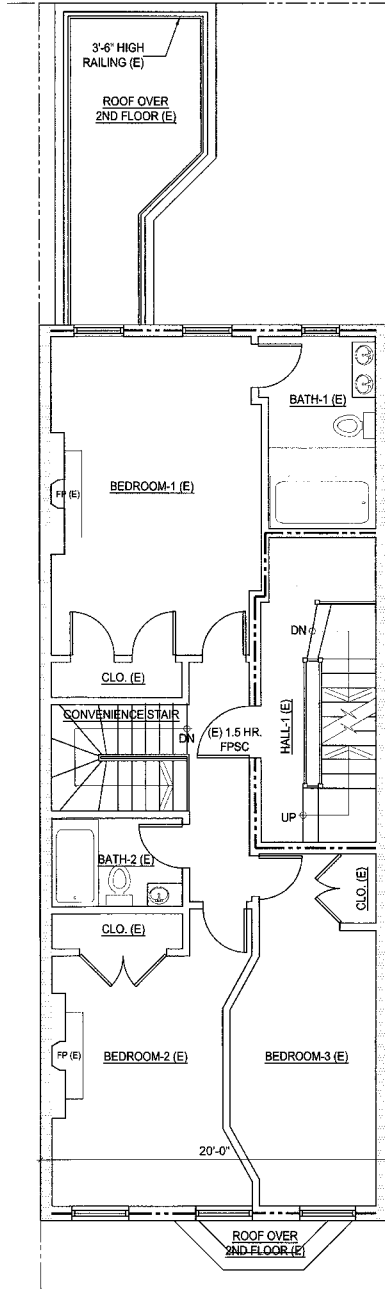 3'-6" HIGH
RAILING (E)
ROOF OVER
2ND FLOOR (E)
BATH-1 (E)
BEDROOM-1 (E)
FP (E)
DN
CLO. (E)
CONVENIENCE STAIR
DN
(E) 1.5 HR.
FPSC
HALL-1 (E)
UP
BATH-2 (E)
CLO. (E)
CLO. (E)
FP (E)
BEDROOM-2 (E)
BEDROOM-3 (E)
20'-0"
ROOF OVER
2ND FLOOR (E)